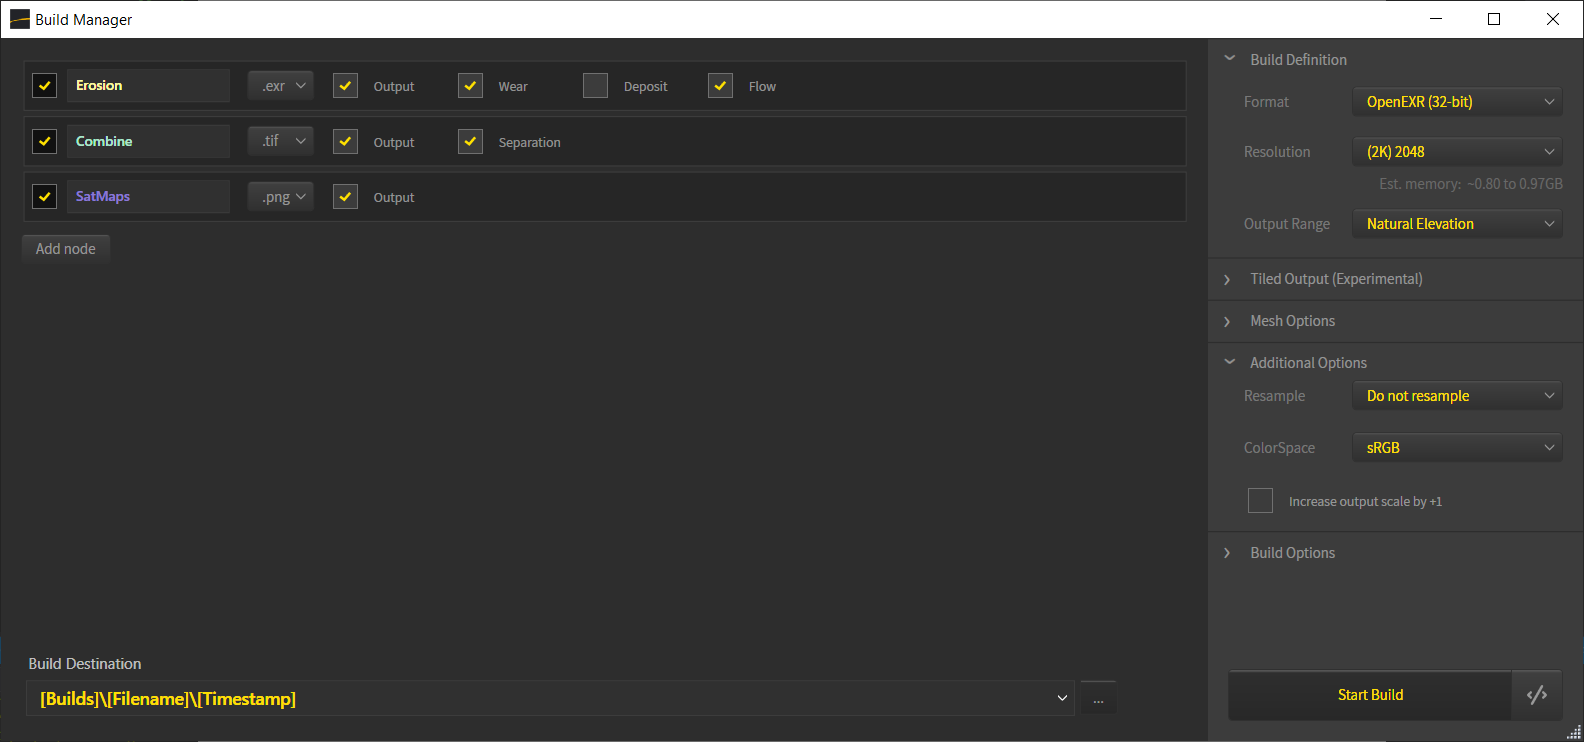 Build Manager
Erosion .exr Output Wear Deposit Flow
Combine .tif Output Separation
SatMaps .png Output
Add node
Build Destination
[Builds]\[Filename]\[Timestamp]
...
Build Definition
Format OpenEXR (32-bit)
Resolution (2K) 2048
Est. memory: ~0.80 to 0.97GB
Output Range Natural Elevation
Tiled Output (Experimental)
Mesh Options
Additional Options
Resample Do not resample
ColorSpace sRGB
Increase output scale by +1
Build Options
Start Build </>